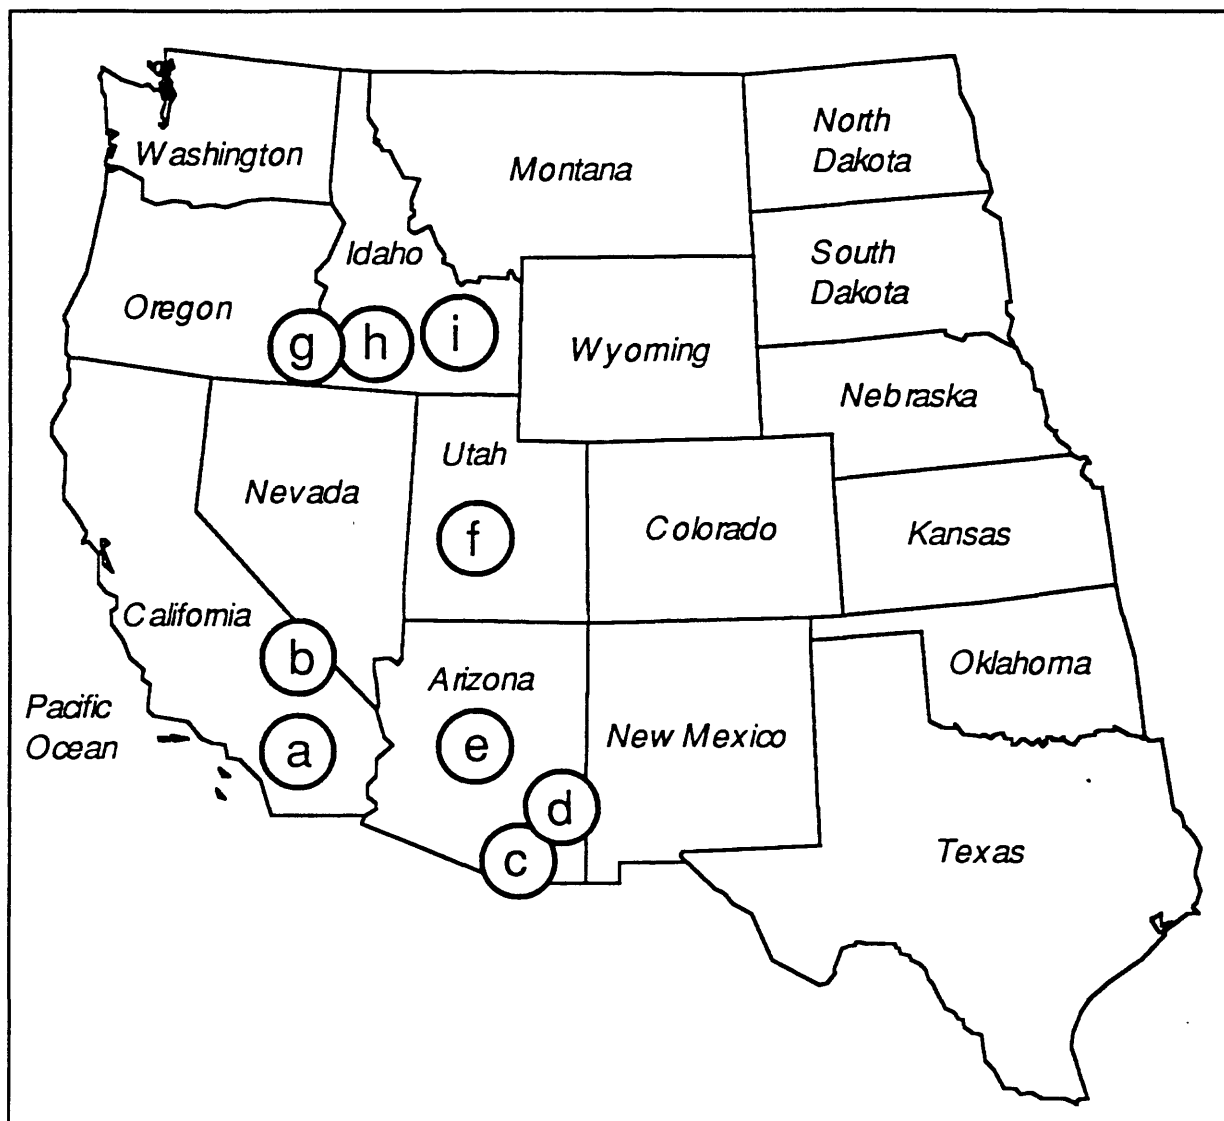 North
Dakota
Washington
Montana
South
Dakota
Idaho
Oregon
g
h
i
Wyoming
Nebraska
Utah
Nevada
f
Colorado
Kansas
California
b
Arizona
Oklahoma
Pacific
Ocean
a
e
New Mexico
d
c
Texas